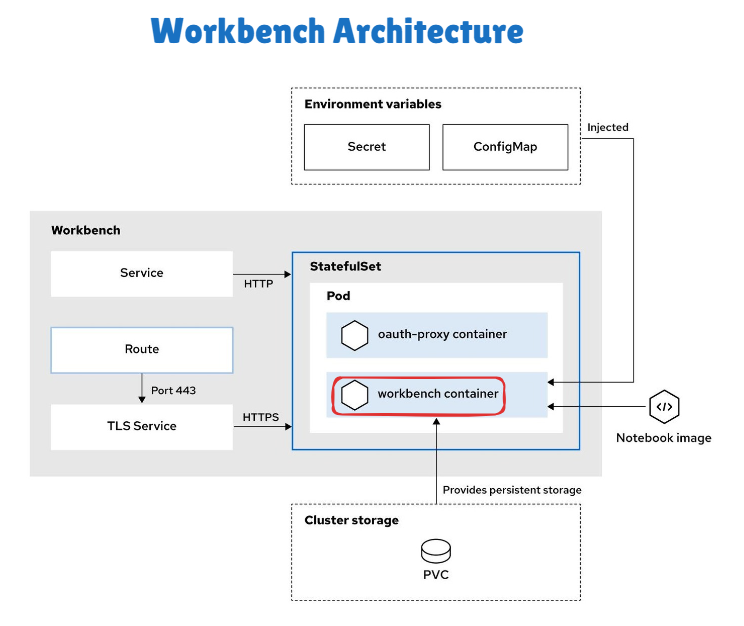 Workbench Architecture
Environment variables
Secret
ConfigMap
Injected
Workbench
Service
HTTP
StatefulSet
Pod
oauth-proxy container
Route
Port 443
workbench container
TLS Service
HTTPS
Notebook image
Provides persistent storage
Cluster storage
PVC